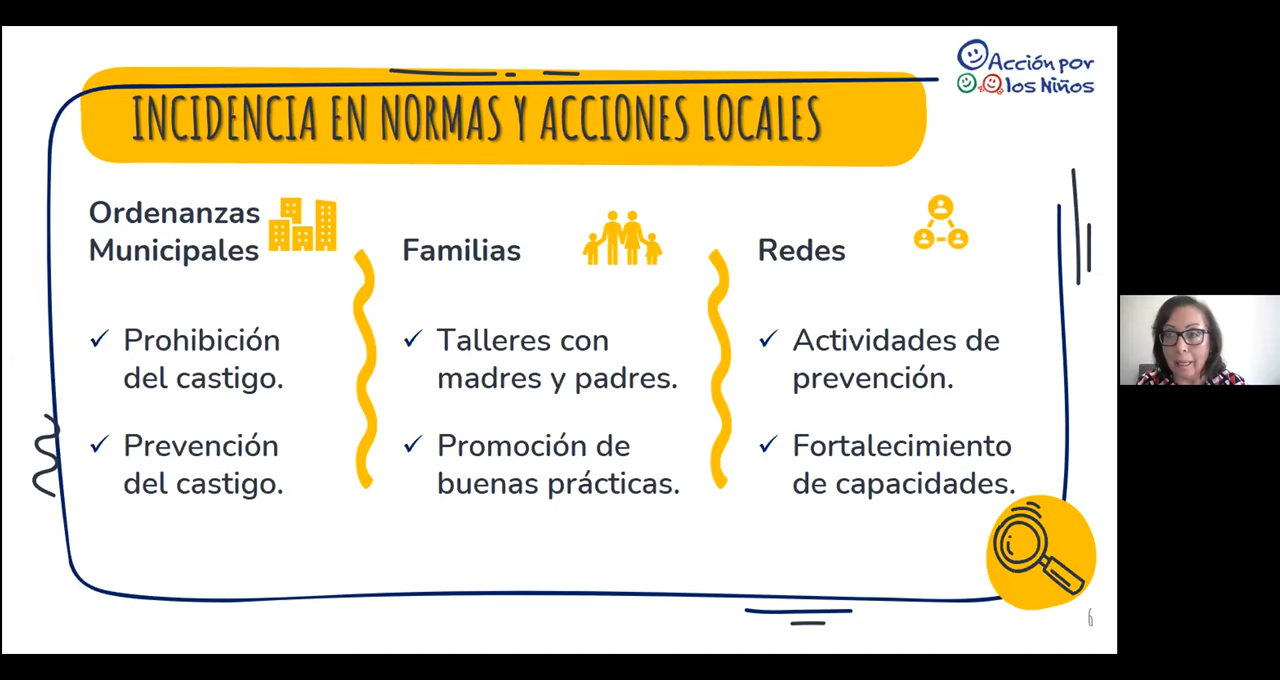 Acción por
los Niños
INCIDENCIA EN NORMAS Y ACCIONES LOCALES
Ordenanzas
Municipales
✓ Prohibición
del castigo.
✓ Prevención
del castigo.
Familias
✓ Talleres con
madres y padres.
✓ Promoción de
buenas prácticas.
Redes
✓ Actividades de
prevención.
✓ Fortalecimiento
de capacidades.
6